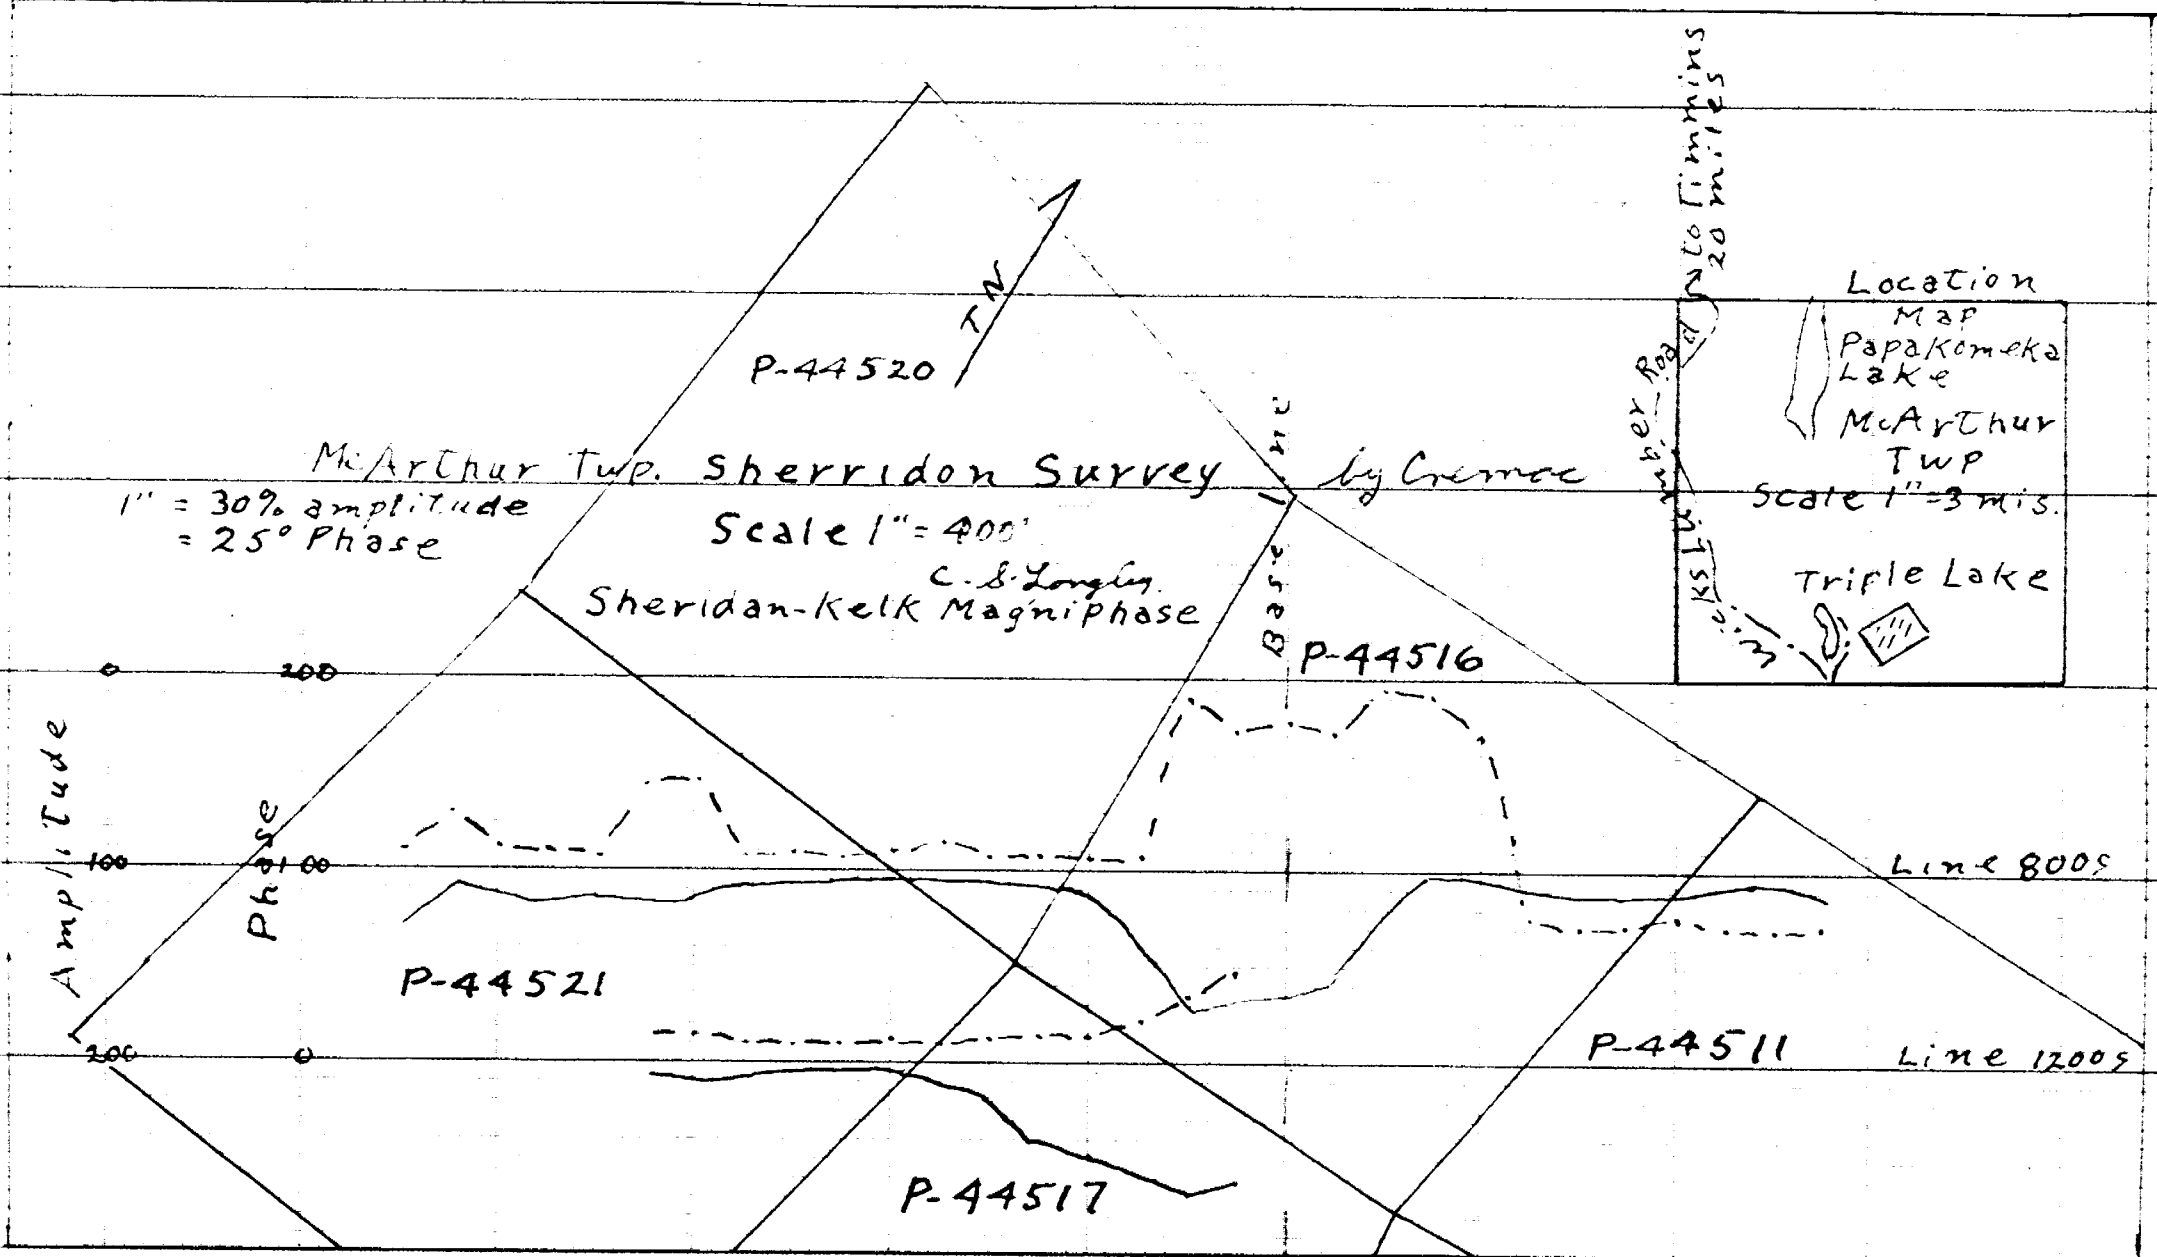 to Timmins
20 miles
TN
P-44520
Location
Map
Papakomeka
Lake
McArthur
Twp
Scale 1"=3 mis.
Triple Lake
Road
McArthur Twp. Sherridon Survey by Cremac
1" = 30% amplitude
= 25° Phase
Scale 1" = 400'
C. S. Longley
Sheridan-Kelk Magniphase
Base Line
P-44516
0 200
Amplitude
Phase
100 100
Line 800s
P-44521
200 0
P-44511
Line 1200s
P-44517